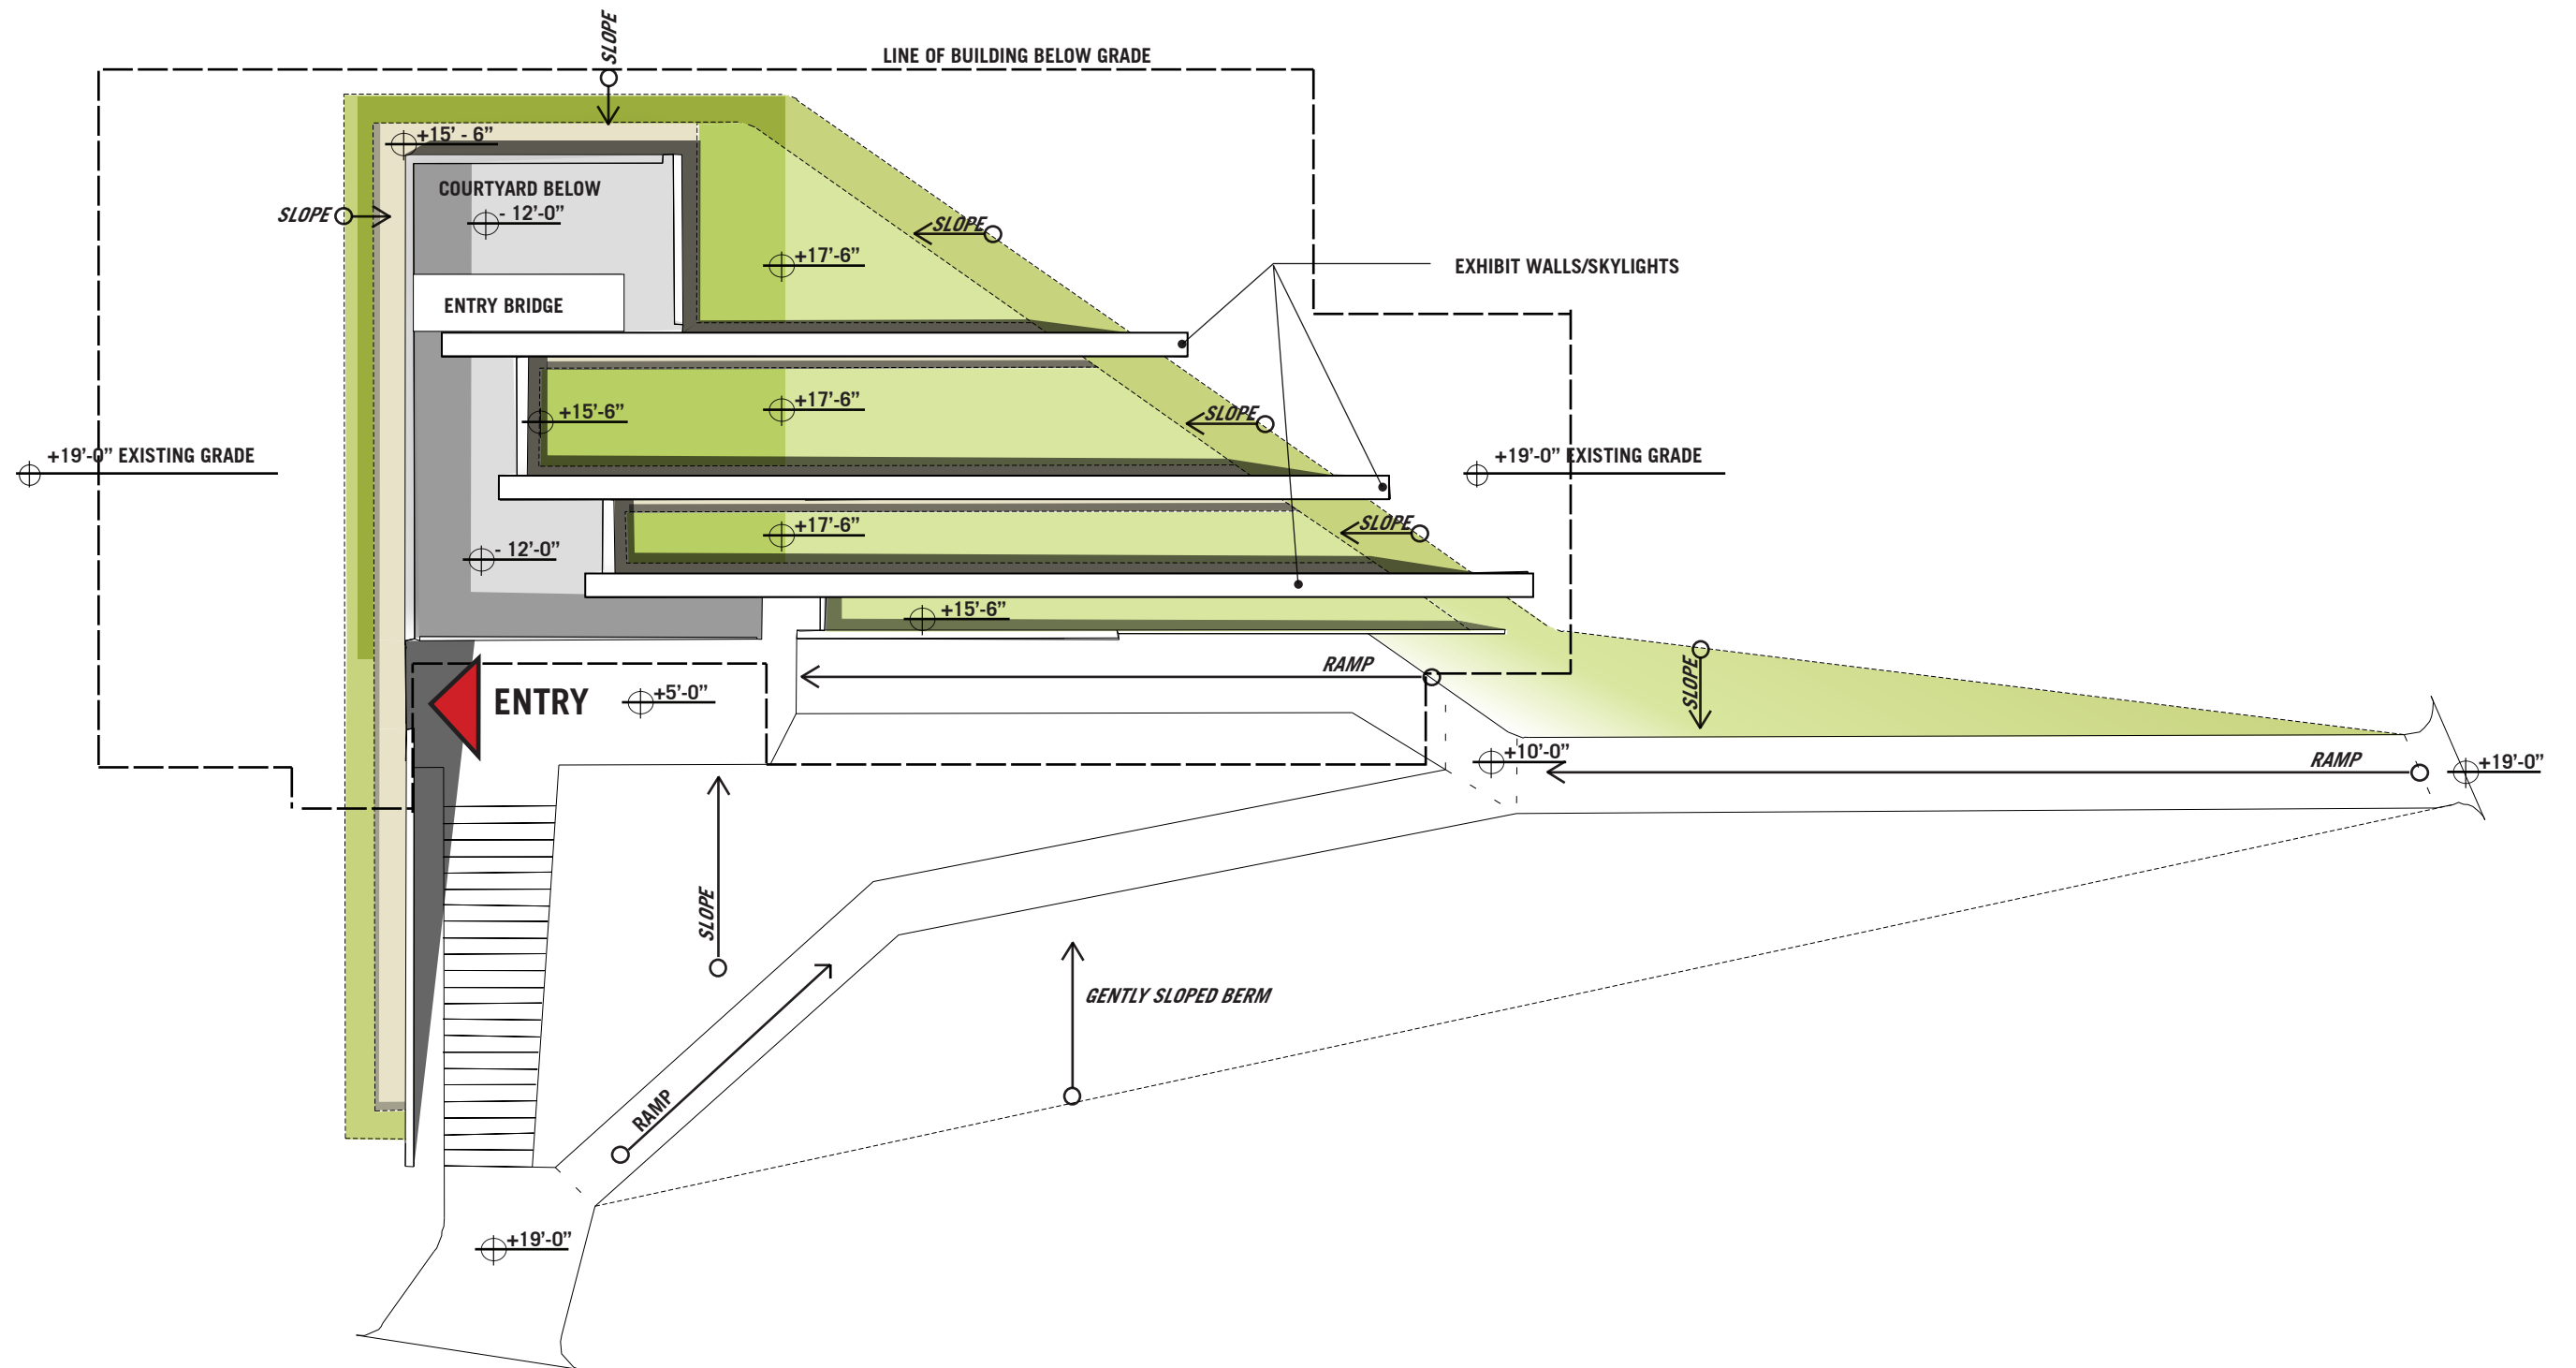 SLOPE
LINE OF BUILDING BELOW GRADE
+15' - 6”
COURTYARD BELOW
- 12'-0”
SLOPE
SLOPE
+17'-6”
EXHIBIT WALLS/SKYLIGHTS
ENTRY BRIDGE
+17'-6”
+15'-6”
SLOPE
+19'-0” EXISTING GRADE
+19'-0” EXISTING GRADE
+17'-6”
SLOPE
- 12'-0”
+15'-6”
RAMP
SLOPE
ENTRY
+5'-0”
+10'-0”
RAMP
+19'-0”
SLOPE
GENTLY SLOPED BERM
RAMP
+19'-0”